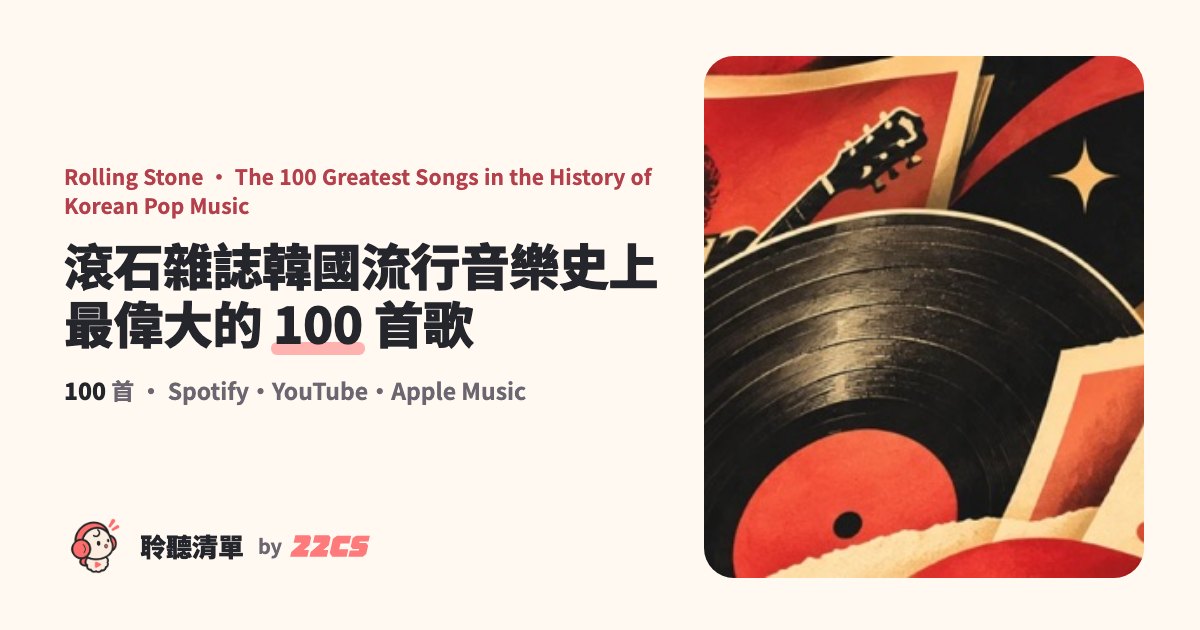 Rolling Stone • The 100 Greatest Songs in the History of
Korean Pop Music
滾石雜誌韓國流行音樂史上
最偉大的 100 首歌
100 首 • Spotify • YouTube • Apple Music
聆聽清單 by 22CS